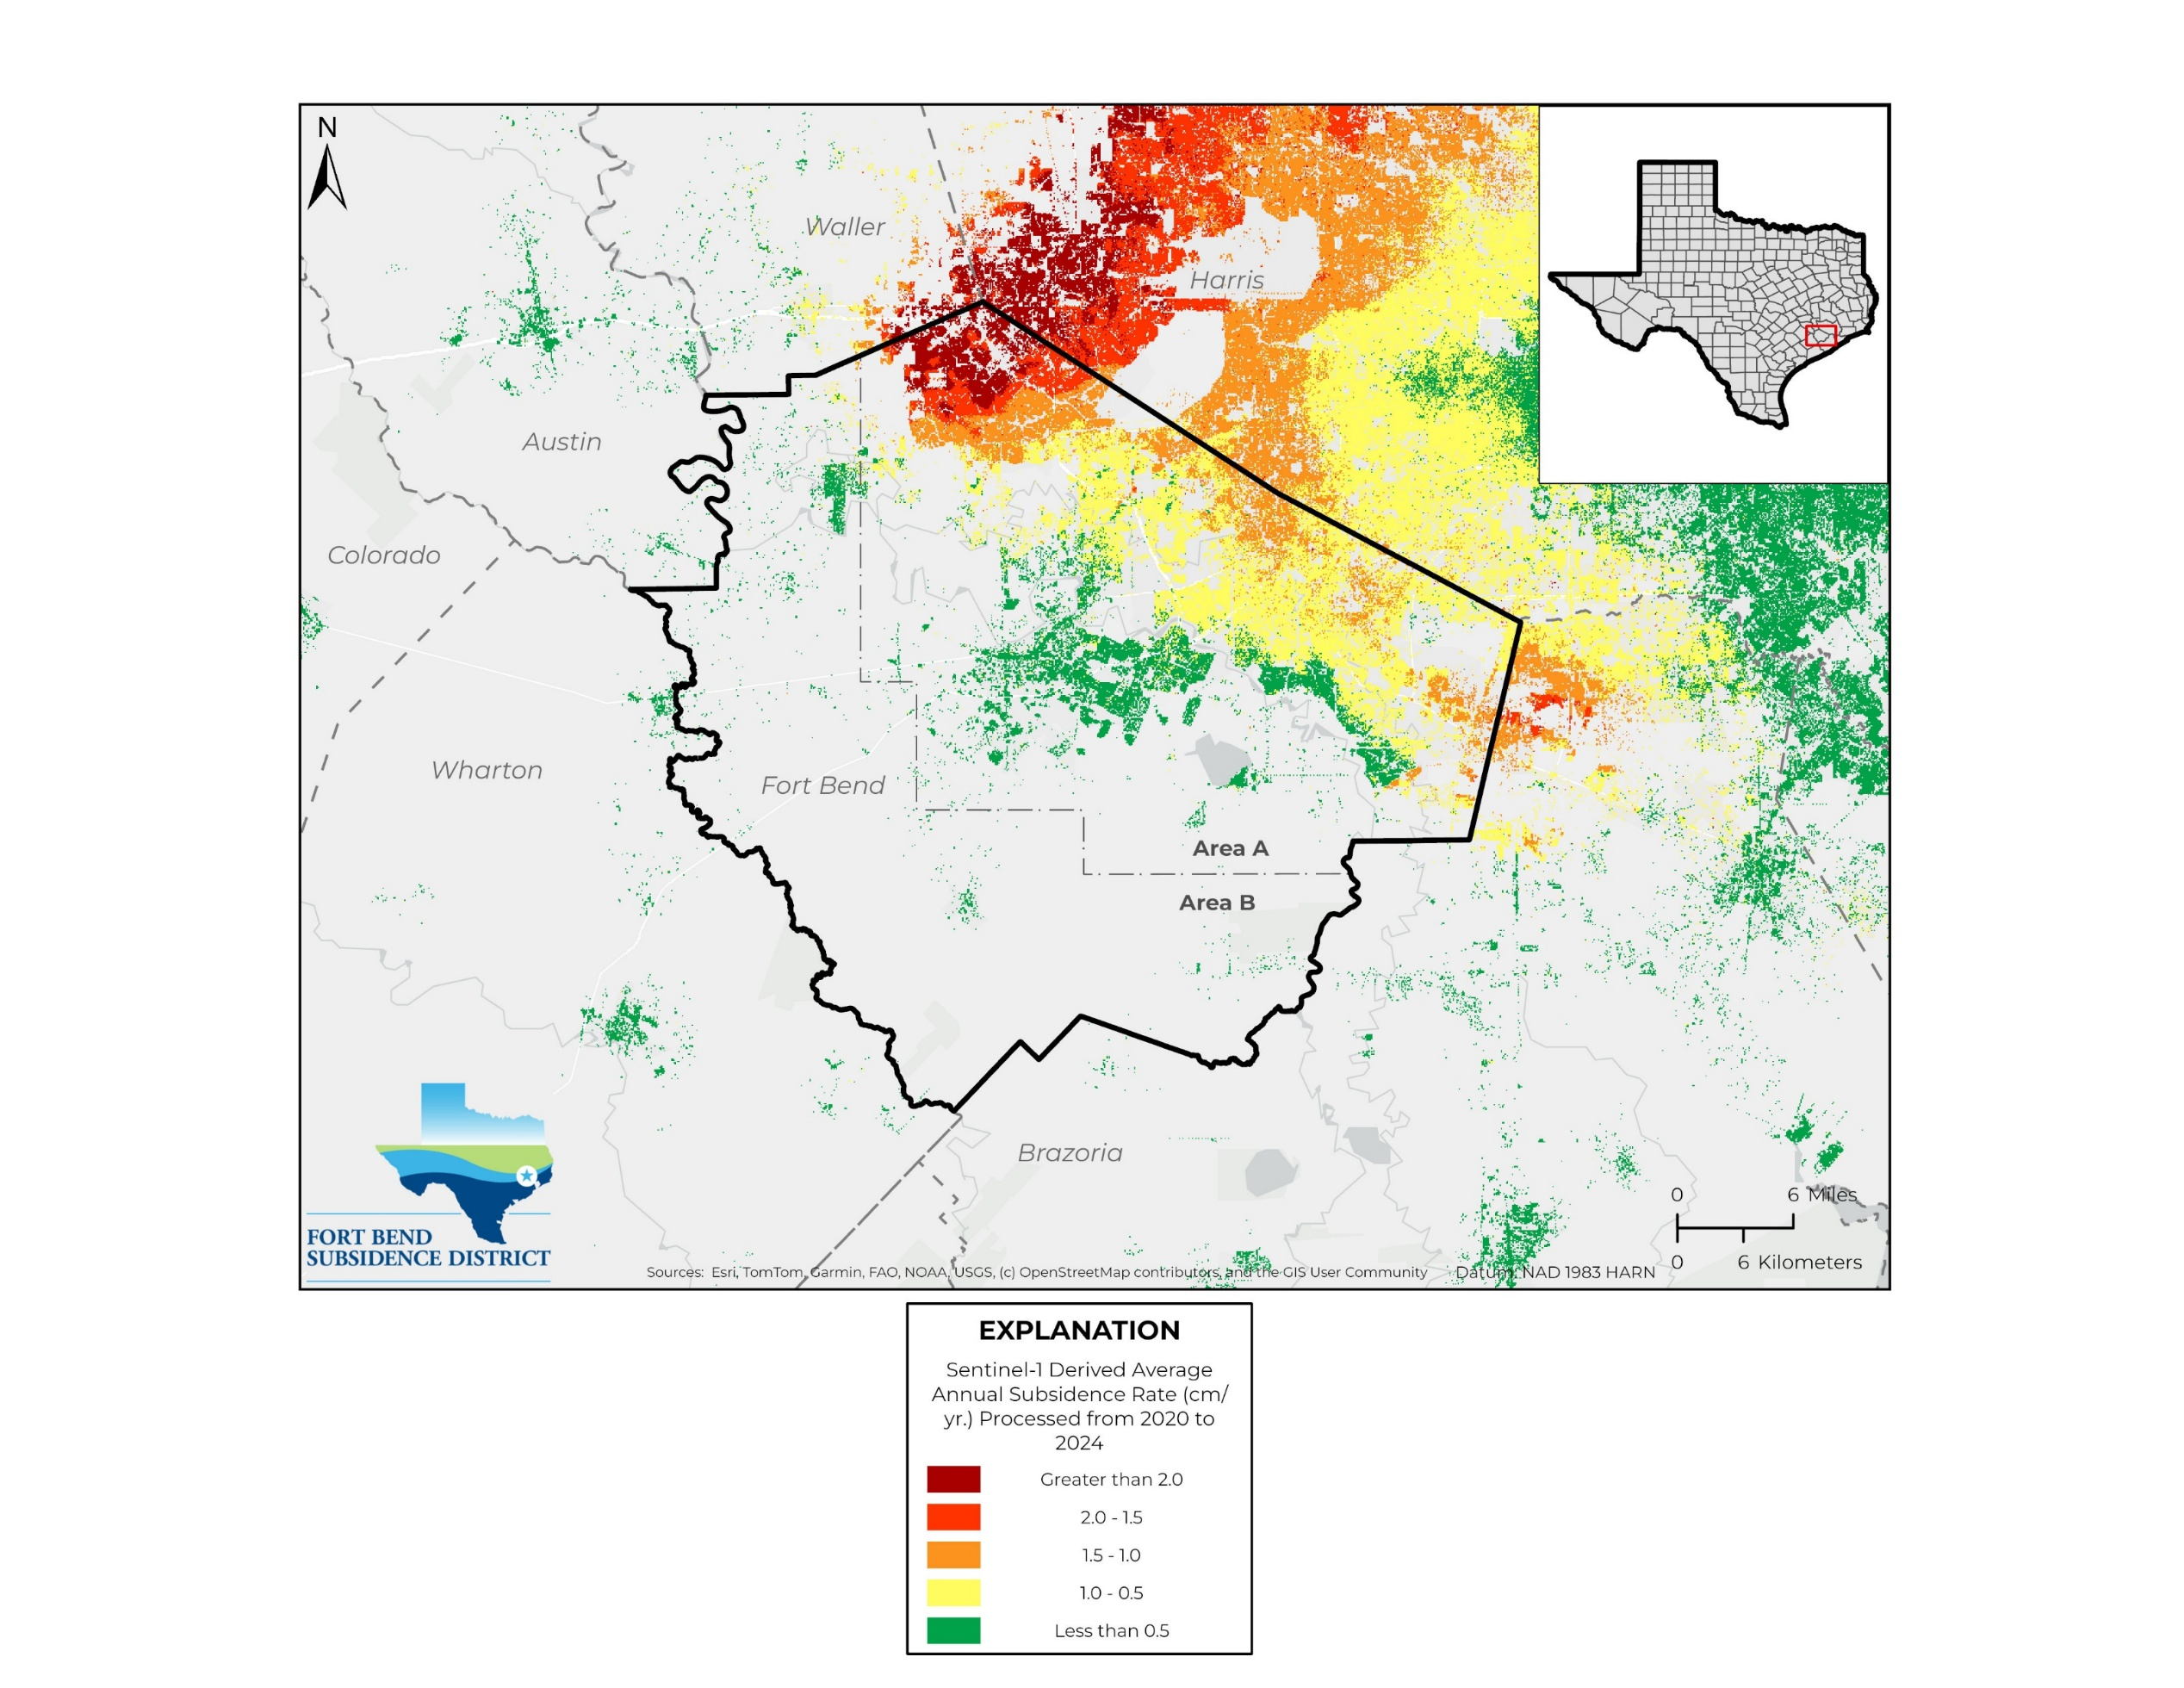 N
Waller
Harris
Austin
Colorado
Wharton
Fort Bend
Area A
Area B
Brazoria
0 6 Miles
0 6 Kilometers
FORT BEND
SUBSIDENCE DISTRICT
Sources: Esri, TomTom, Garmin, FAO, NOAA, USGS, (c) OpenStreetMap contributors, and the GIS User Community
Datum: NAD 1983 HARN
EXPLANATION
Sentinel-1 Derived Average
Annual Subsidence Rate (cm/
yr.) Processed from 2020 to
2024
Greater than 2.0
2.0 - 1.5
1.5 - 1.0
1.0 - 0.5
Less than 0.5